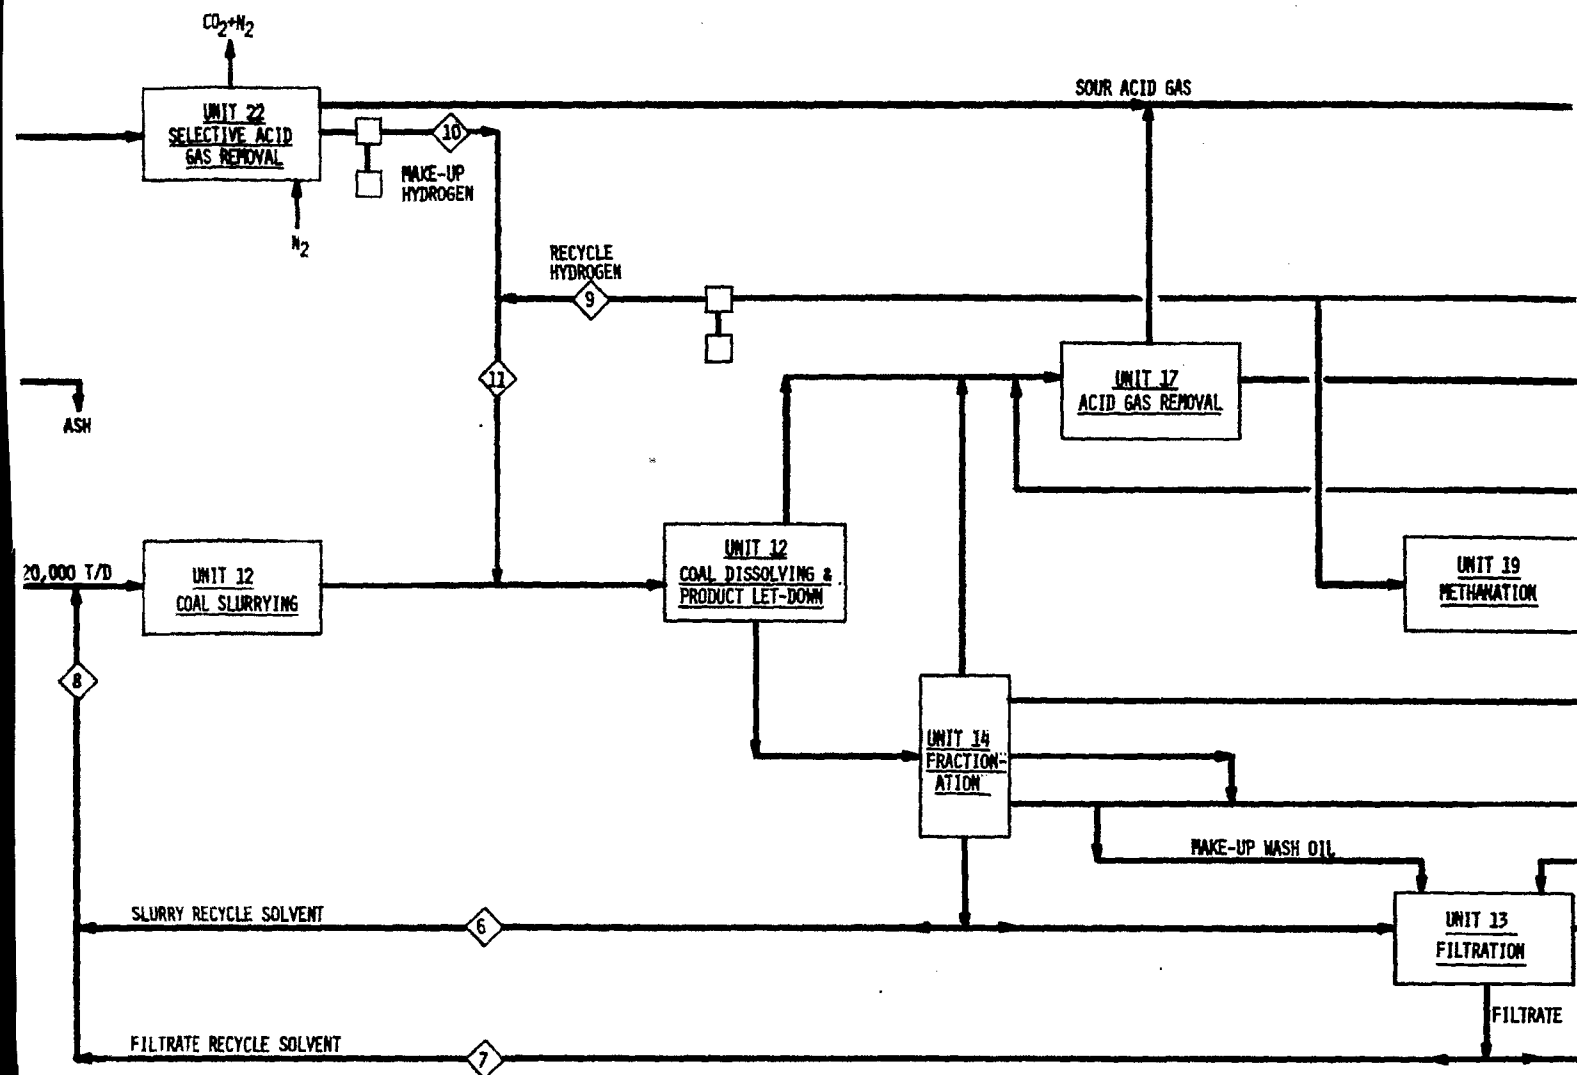 CO2+N2
UNIT 22
SELECTIVE ACID
GAS REMOVAL
10
MAKE-UP
HYDROGEN
N2
SOUR ACID GAS
RECYCLE
HYDROGEN
9
11
UNIT 17
ACID GAS REMOVAL
ASH
20,000 T/D
UNIT 12
COAL SLURRYING
UNIT 12
COAL DISSOLVING &
PRODUCT LET-DOWN
UNIT 19
METHANATION
8
UNIT 14
FRACTION-
ATION
MAKE-UP WASH OIL
SLURRY RECYCLE SOLVENT
6
UNIT 13
FILTRATION
FILTRATE
FILTRATE RECYCLE SOLVENT
7